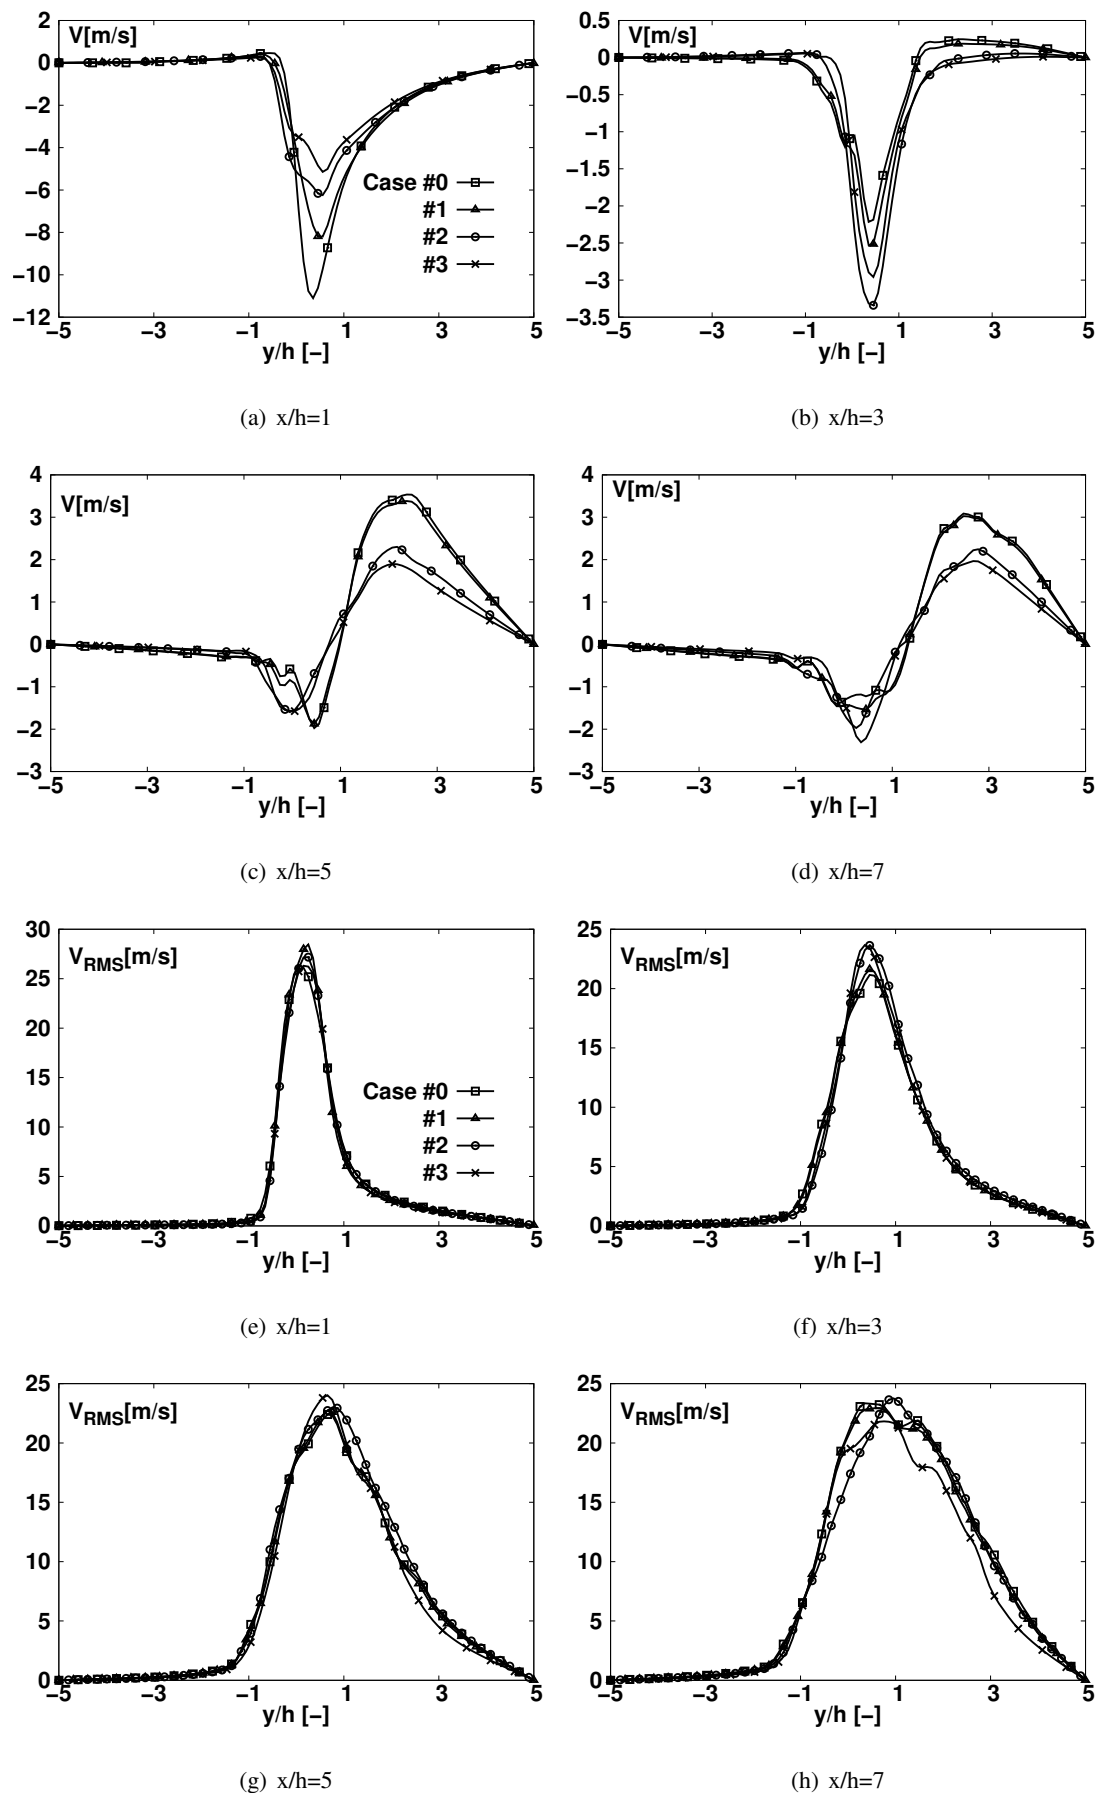 V[m/s]
2
0
−2
−4
−6
−8
−10
−12
Case #0
#1
#2
#3
−5 −3 −1 1 3 5
y/h [−]
(a) x/h=1
V[m/s]
0.5
0
−0.5
−1
−1.5
−2
−2.5
−3
−3.5
−5 −3 −1 1 3 5
y/h [−]
(b) x/h=3
4
V[m/s]
3
2
1
0
−1
−2
−3
−5 −3 −1 1 3 5
y/h [−]
(c) x/h=5
4
V[m/s]
3
2
1
0
−1
−2
−3
−5 −3 −1 1 3 5
y/h [−]
(d) x/h=7
30
VRMS[m/s]
25
20
15
10
5
0
Case #0
#1
#2
#3
−5 −3 −1 1 3 5
y/h [−]
(e) x/h=1
25
VRMS[m/s]
20
15
10
5
0
−5 −3 −1 1 3 5
y/h [−]
(f) x/h=3
25
VRMS[m/s]
20
15
10
5
0
−5 −3 −1 1 3 5
y/h [−]
(g) x/h=5
25
VRMS[m/s]
20
15
10
5
0
−5 −3 −1 1 3 5
y/h [−]
(h) x/h=7